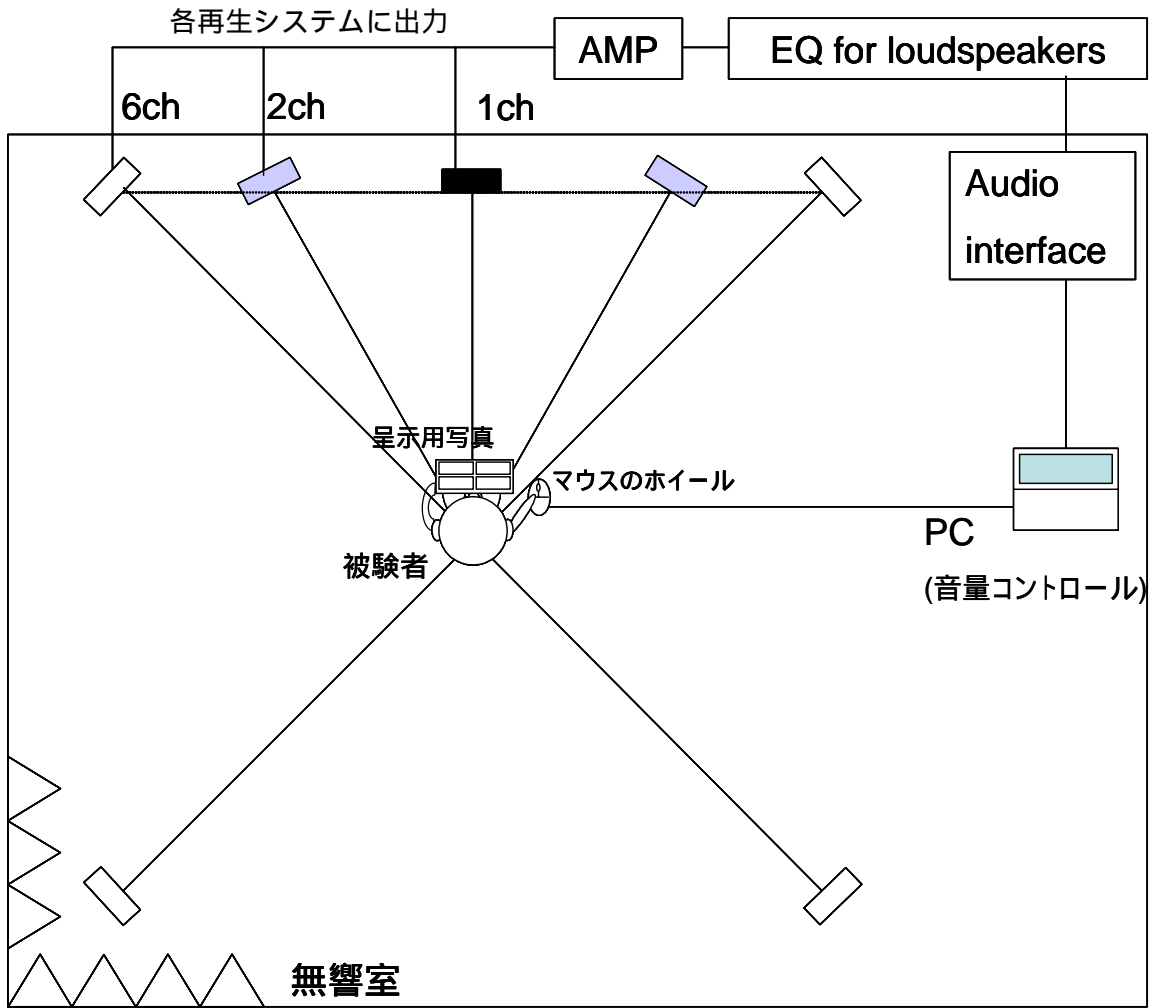 各再生システムに出力
AMP
EQ for loudspeakers
6ch
2ch
1ch
Audio
interface
呈示用写真
マウスのホイール
PC
(音量コントロール)
被験者
無響室